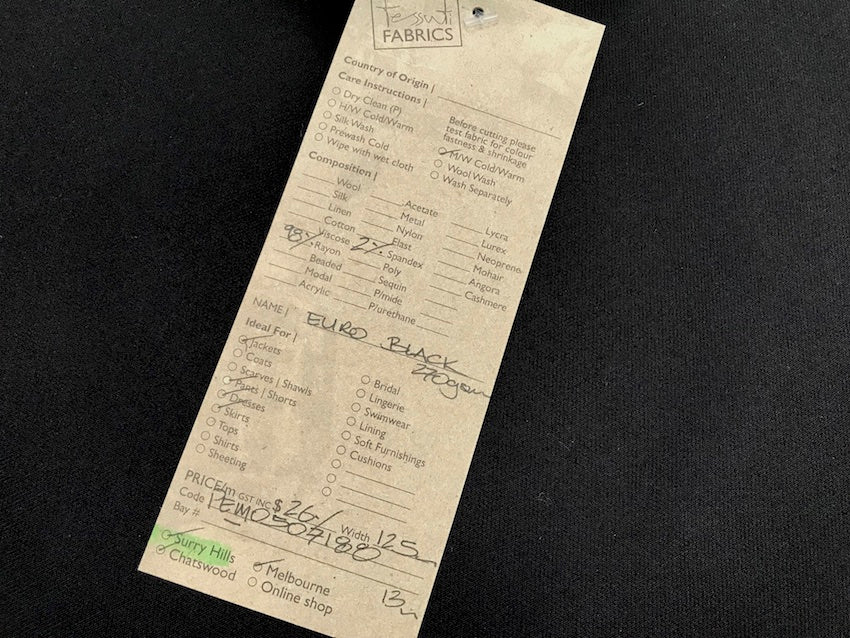 Tessuti
FABRICS
Country of Origin |
Care Instructions |
Dry Clean (P)
H/W Cold/Warm
Silk Wash
Prewash Cold
Wipe with wet cloth
Before cutting please
test fabric for colour
fastness & shrinkage
M/W Cold/Warm
Wool Wash
Wash Separately
Composition |
Wool
Silk
Linen
Cotton
Viscose
98% Rayon
Beaded
Modal
Acrylic
Acetate
Metal
Nylon
Elast
2% Spandex
Poly
Sequin
P/mide
P/urethane
Lycra
Lurex
Neoprene
Mohair
Angora
Cashmere
NAME | EURO BLACK
270gsm
Ideal For |
Jackets
Coats
Scarves | Shawls
Pants | Shorts
Dresses
Skirts
Tops
Shirts
Sheeting
Bridal
Lingerie
Swimwear
Lining
Soft Furnishings
Cushions
PRICE/m GST INC $26./ Width 125
Code
Bay #
Surry Hills
Chatswood
Melbourne
Online shop
13m